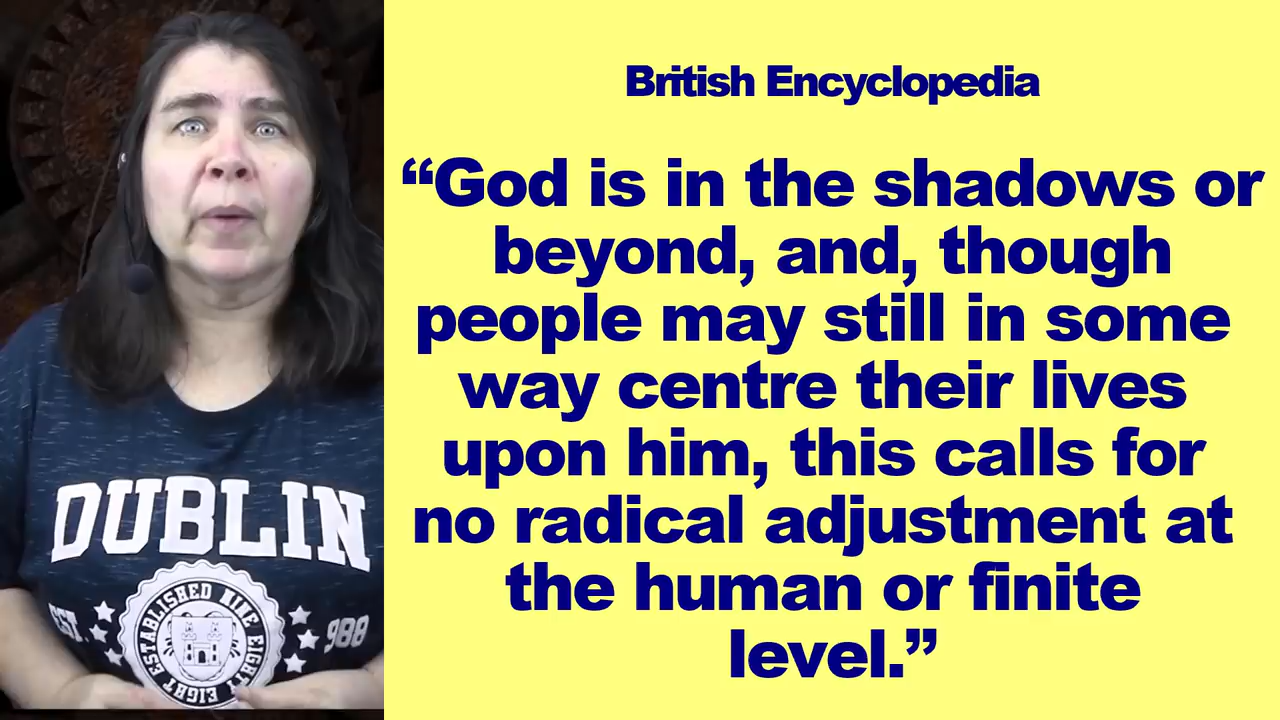 British Encyclopedia
“God is in the shadows or
beyond, and, though
people may still in some
way centre their lives
upon him, this calls for
no radical adjustment at
the human or finite
level.”
DUBLIN
EST. 988
ESTABLISHED NINE EIGHTY EIGHT